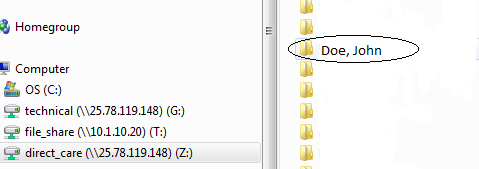 Homegroup
Computer
OS (C:)
technical (\\25.78.119.148) (G:)
file_share (\\10.1.10.20) (T:)
direct_care (\\25.78.119.148) (Z:)
Doe, John